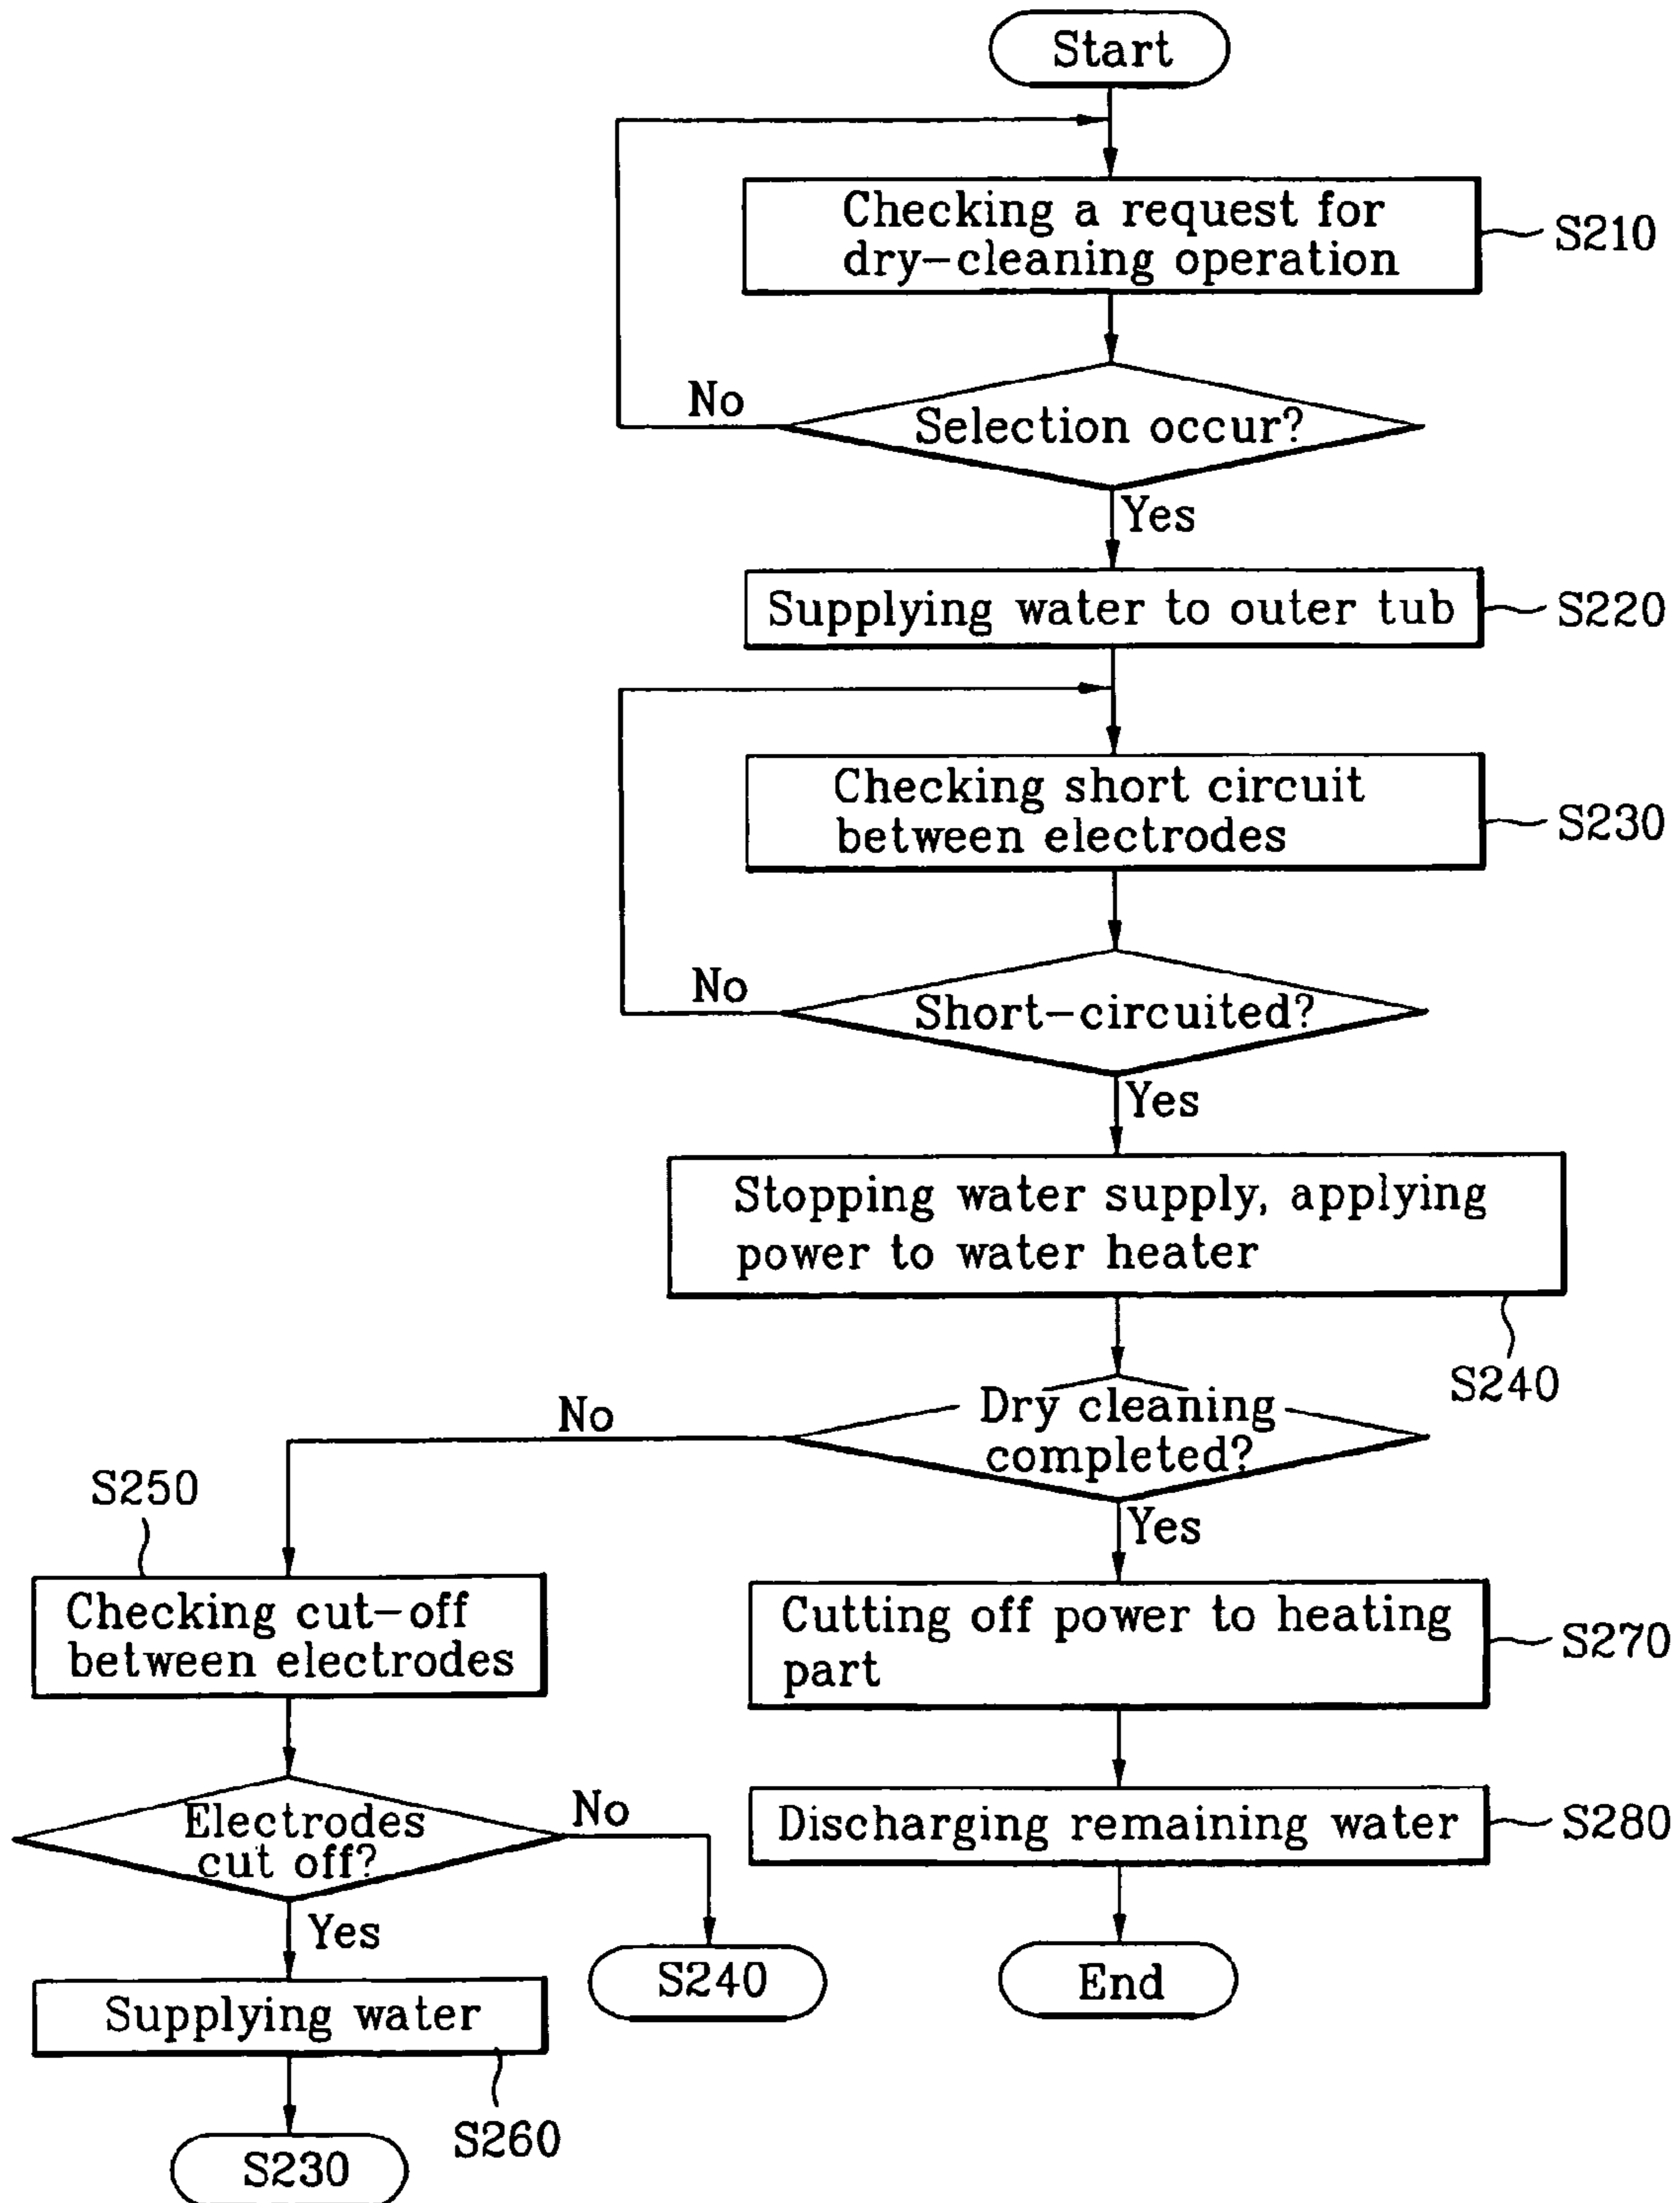 Start
Checking a request for
dry-cleaning operation
S210
No
Selection occur?
Yes
Supplying water to outer tub
S220
Checking short circuit
between electrodes
S230
No
Short-circuited?
Yes
Stopping water supply, applying
power to water heater
S240
No
Dry cleaning
completed?
Yes
S250
Checking cut-off
between electrodes
Cutting off power to heating
part
S270
Electrodes
cut off?
No
Yes
Discharging remaining water
S280
S240
End
Supplying water
S260
S230